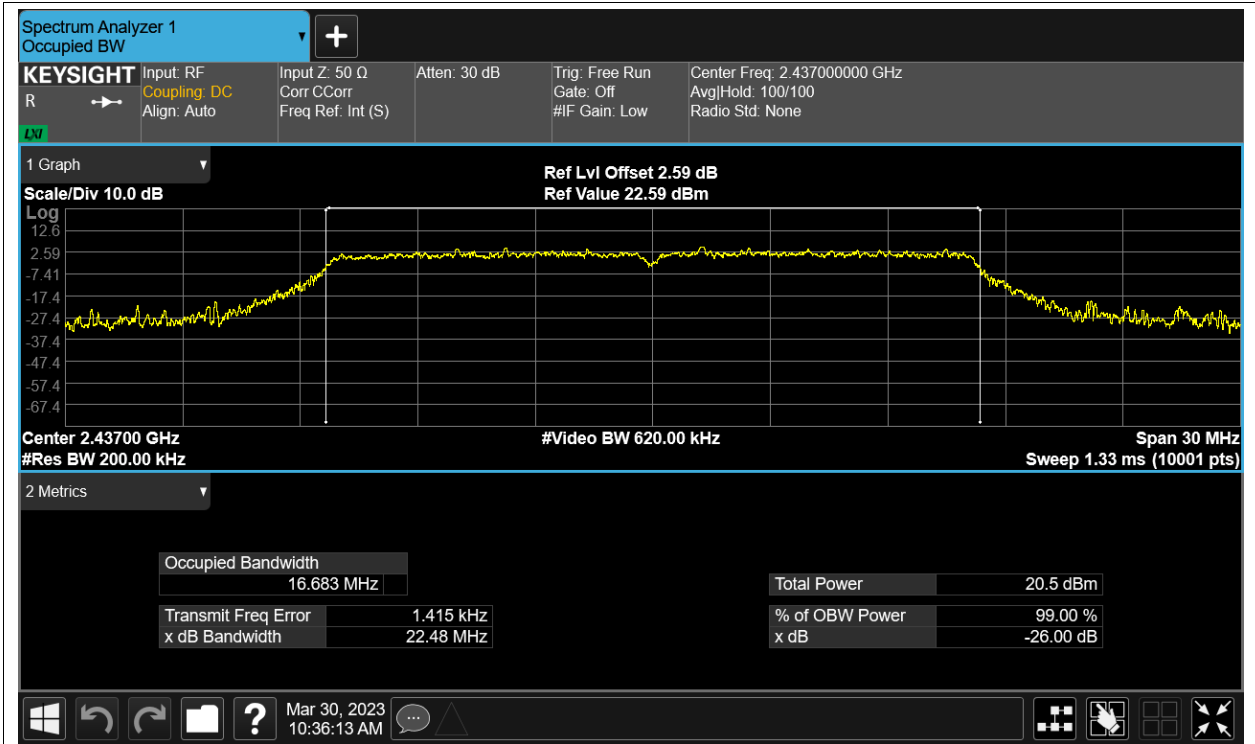 Spectrum Analyzer 1
Occupied BW
KEYSIGHT
R
LXI
Input: RF
Coupling: DC
Align: Auto
Input Z: 50 Ω
Corr CCorr
Freq Ref: Int (S)
Atten: 30 dB
Trig: Free Run
Gate: Off
#IF Gain: Low
Center Freq: 2.437000000 GHz
Avg|Hold: 100/100
Radio Std: None
1 Graph
Scale/Div 10.0 dB
Ref Lvl Offset 2.59 dB
Ref Value 22.59 dBm
Log
12.6
2.59
-7.41
-17.4
-27.4
-37.4
-47.4
-57.4
-67.4
Center 2.43700 GHz
#Res BW 200.00 kHz
#Video BW 620.00 kHz
Span 30 MHz
Sweep 1.33 ms (10001 pts)
2 Metrics
Occupied Bandwidth
16.683 MHz
Transmit Freq Error 1.415 kHz
x dB Bandwidth 22.48 MHz
Total Power 20.5 dBm
% of OBW Power 99.00 %
x dB -26.00 dB
?
Mar 30, 2023
10:36:13 AM